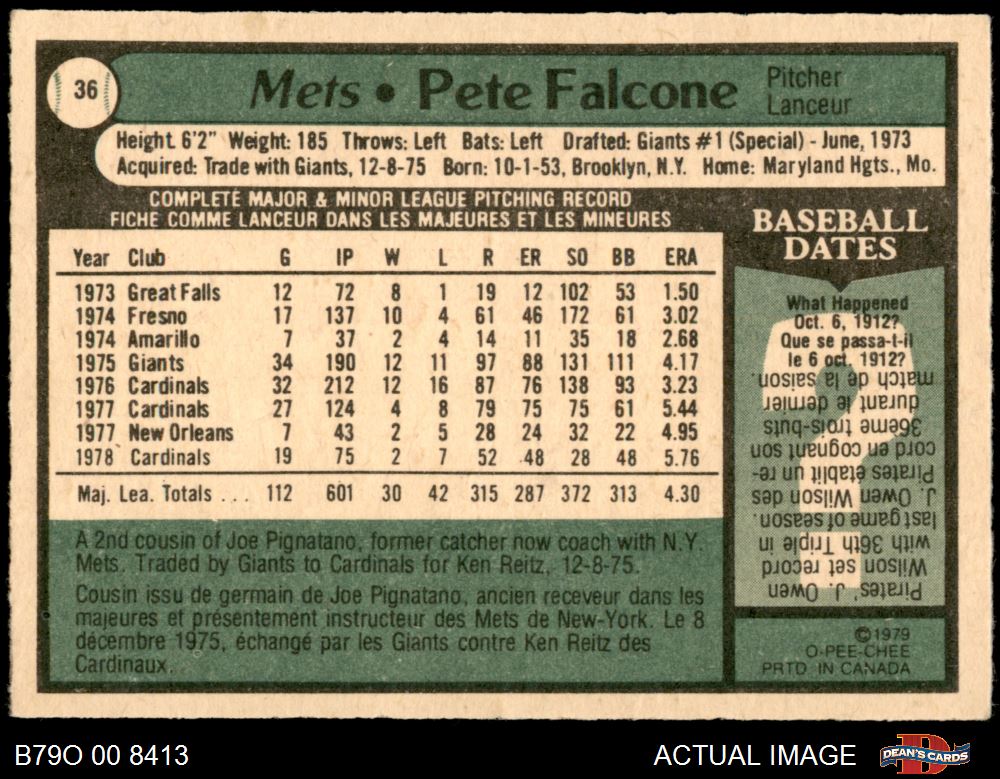 36
Mets • Pete Falcone
Pitcher
Lanceur
Height 6'2" Weight: 185 Throws: Left Bats: Left Drafted: Giants #1 (Special) - June, 1973
Acquired: Trade with Giants, 12-8-75 Born: 10-1-53, Brooklyn, N.Y. Home: Maryland Hgts., Mo.
COMPLETE MAJOR & MINOR LEAGUE PITCHING RECORD
FICHE COMME LANCEUR DANS LES MAJEURES ET LES MINEURES
Year Club G IP W L R ER SO BB ERA
1973 Great Falls 12 72 8 1 19 12 102 53 1.50
1974 Fresno 17 137 10 4 61 46 172 61 3.02
1974 Amarillo 7 37 2 4 14 11 35 18 2.68
1975 Giants 34 190 12 11 97 88 131 111 4.17
1976 Cardinals 32 212 12 16 87 76 138 93 3.23
1977 Cardinals 27 124 4 8 79 75 75 61 5.44
1977 New Orleans 7 43 2 5 28 24 32 22 4.95
1978 Cardinals 19 75 2 7 52 48 28 48 5.76
Maj. Lea. Totals ... 112 601 30 42 315 287 372 313 4.30
A 2nd cousin of Joe Pignatano, former catcher now coach with N.Y.
Mets. Traded by Giants to Cardinals for Ken Reitz, 12-8-75.
Cousin issu de germain de Joe Pignatano, ancien receveur dans les
majeures et présentement instructeur des Mets de New-York. Le 8
décembre 1975, échangé par les Giants contre Ken Reitz des
Cardinaux.
BASEBALL
DATES
What Happened
Oct. 6, 1912?
Que se passa-t-il
le 6 oct. 1912?
Pirates' J. Owen
Wilson set record
with 36th Triple in
last game of season.
J. Owen Wilson des
Pirates établit un re-
cord en cognant son
36ème trois-buts
durant le dernier
match de la saison.
©1979
O-PEE-CHEE
PRTD IN CANADA
B79O 00 8413
ACTUAL IMAGE
DEAN'S CARDS